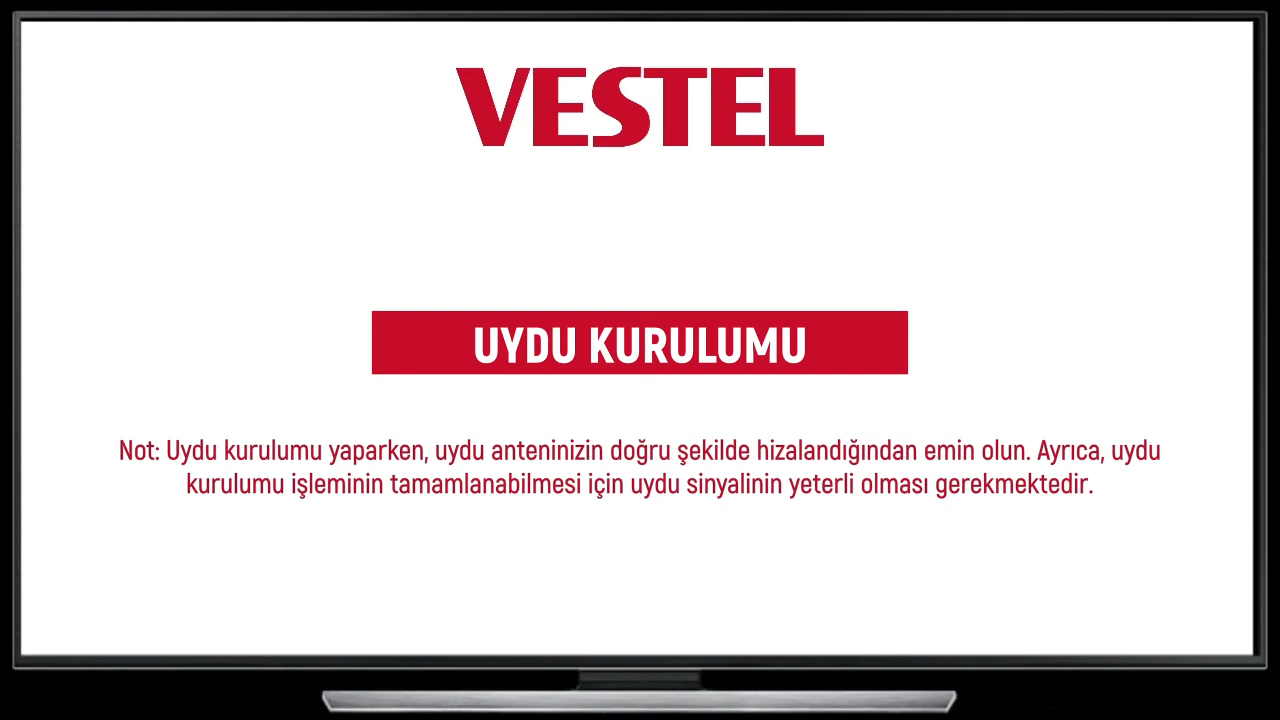 VESTEL
UYDU KURULUMU
Not: Uydu kurulumu yaparken, uydu anteninizin doğru şekilde hizalandığından emin olun. Ayrıca, uydu
kurulumu işleminin tamamlanabilmesi için uydu sinyalinin yeterli olması gerekmektedir.